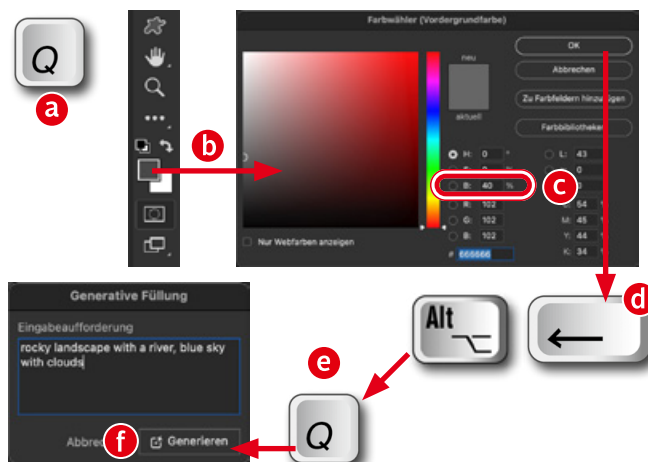 Q
a
b
Farbwähler (Vordergrundfarbe)
neu
aktuell
OK
Abbrechen
Zu Farbfeldern hinzufügen
Farbbibliotheken
H: 0 °
L: 43
0
B: 40 %
c
0
R: 102
54
G: 102
M: 45
B: 102
Y: 44
K: 34
# 666666
Nur Webfarben anzeigen
d
Generative Füllung
Eingabeaufforderung
rocky landscape with a river, blue sky
with clouds
f
Generieren
Alt
e
Q